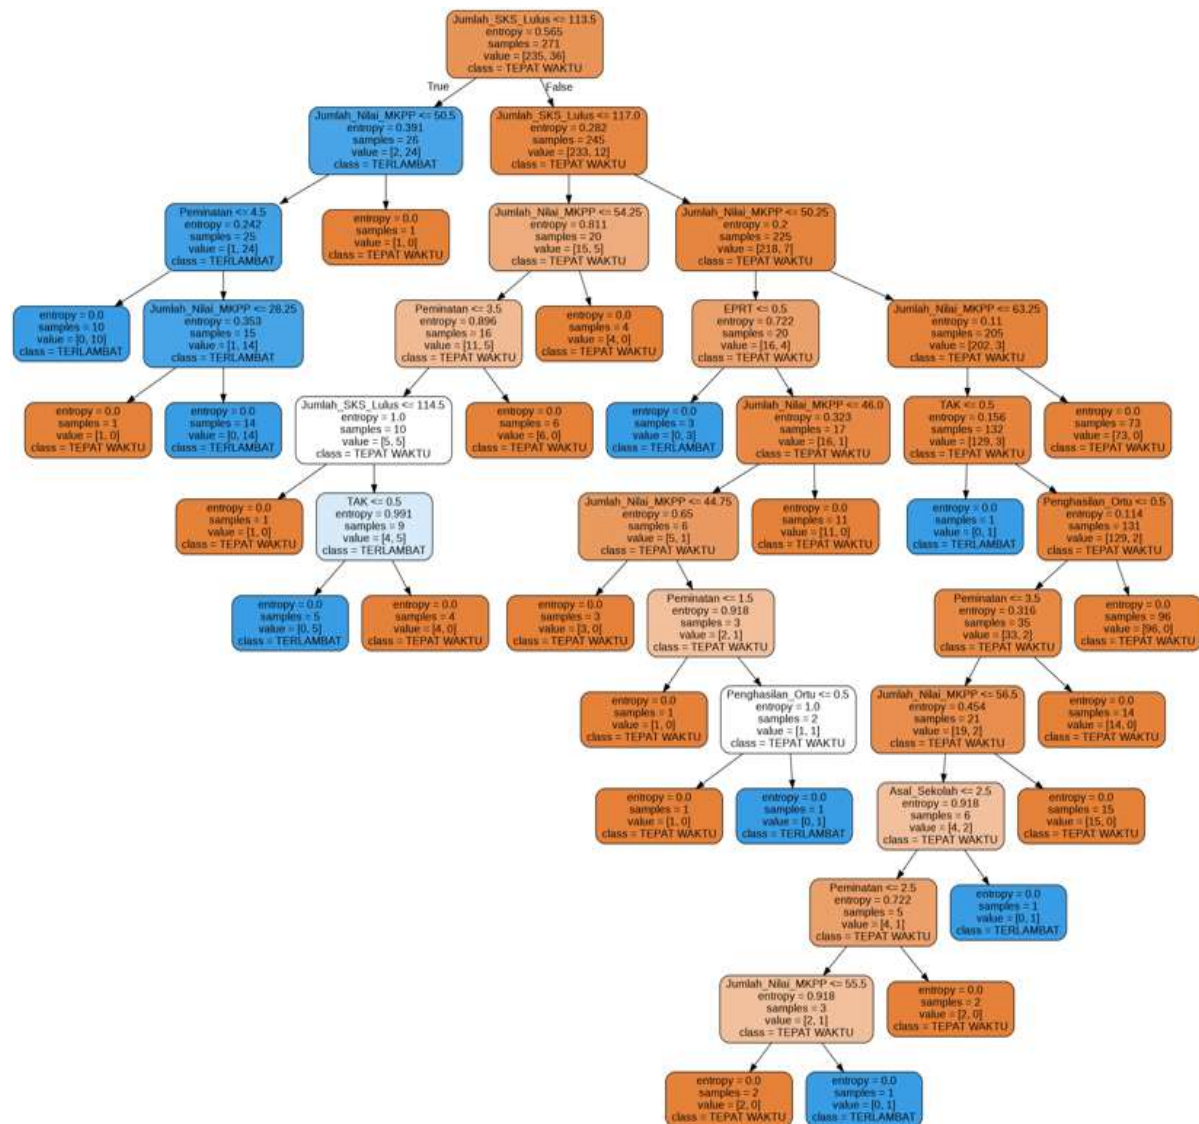 Jumlah_SKS_Lulus <= 113.5
entropy = 0.565
samples = 271
value = [235, 36]
class = TEPAT WAKTU
True
False
Jumlah_Nilai_MKPP <= 50.5
entropy = 0.391
samples = 26
value = [2, 24]
class = TERLAMBAT
Jumlah_SKS_Lulus <= 117.0
entropy = 0.282
samples = 245
value = [233, 12]
class = TEPAT WAKTU
Peminatan <= 4.5
entropy = 0.242
samples = 25
value = [1, 24]
class = TERLAMBAT
entropy = 0.0
samples = 1
value = [1, 0]
class = TEPAT WAKTU
Jumlah_Nilai_MKPP <= 54.25
entropy = 0.811
samples = 20
value = [15, 5]
class = TEPAT WAKTU
Jumlah_Nilai_MKPP <= 50.25
entropy = 0.2
samples = 225
value = [218, 7]
class = TEPAT WAKTU
entropy = 0.0
samples = 10
value = [0, 10]
class = TERLAMBAT
Jumlah_Nilai_MKPP <= 26.25
entropy = 0.353
samples = 15
value = [1, 14]
class = TERLAMBAT
Peminatan <= 3.5
entropy = 0.896
samples = 16
value = [11, 5]
class = TEPAT WAKTU
entropy = 0.0
samples = 4
value = [4, 0]
class = TEPAT WAKTU
EPRT <= 0.5
entropy = 0.722
samples = 20
value = [16, 4]
class = TEPAT WAKTU
Jumlah_Nilai_MKPP <= 63.25
entropy = 0.11
samples = 205
value = [202, 3]
class = TEPAT WAKTU
entropy = 0.0
samples = 1
value = [1, 0]
class = TEPAT WAKTU
entropy = 0.0
samples = 14
value = [0, 14]
class = TERLAMBAT
Jumlah_SKS_Lulus <= 114.5
entropy = 1.0
samples = 10
value = [5, 5]
class = TEPAT WAKTU
entropy = 0.0
samples = 6
value = [6, 0]
class = TEPAT WAKTU
entropy = 0.0
samples = 3
value = [0, 3]
class = TERLAMBAT
Jumlah_Nilai_MKPP <= 46.0
entropy = 0.323
samples = 17
value = [16, 1]
class = TEPAT WAKTU
TAK <= 0.5
entropy = 0.156
samples = 132
value = [129, 3]
class = TEPAT WAKTU
entropy = 0.0
samples = 73
value = [73, 0]
class = TEPAT WAKTU
entropy = 0.0
samples = 1
value = [1, 0]
class = TEPAT WAKTU
TAK <= 0.5
entropy = 0.991
samples = 9
value = [4, 5]
class = TERLAMBAT
Jumlah_Nilai_MKPP <= 44.75
entropy = 0.65
samples = 6
value = [5, 1]
class = TEPAT WAKTU
entropy = 0.0
samples = 11
value = [11, 0]
class = TEPAT WAKTU
entropy = 0.0
samples = 1
value = [0, 1]
class = TERLAMBAT
Penghasilan_Ortu <= 0.5
entropy = 0.114
samples = 131
value = [129, 2]
class = TEPAT WAKTU
entropy = 0.0
samples = 5
value = [0, 5]
class = TERLAMBAT
entropy = 0.0
samples = 4
value = [4, 0]
class = TEPAT WAKTU
entropy = 0.0
samples = 3
value = [3, 0]
class = TEPAT WAKTU
Peminatan <= 1.5
entropy = 0.918
samples = 3
value = [2, 1]
class = TEPAT WAKTU
Peminatan <= 3.5
entropy = 0.316
samples = 35
value = [33, 2]
class = TEPAT WAKTU
entropy = 0.0
samples = 96
value = [96, 0]
class = TEPAT WAKTU
entropy = 0.0
samples = 1
value = [1, 0]
class = TEPAT WAKTU
Penghasilan_Ortu <= 0.5
entropy = 1.0
samples = 2
value = [1, 1]
class = TEPAT WAKTU
Jumlah_Nilai_MKPP <= 56.5
entropy = 0.454
samples = 21
value = [19, 2]
class = TEPAT WAKTU
entropy = 0.0
samples = 14
value = [14, 0]
class = TEPAT WAKTU
entropy = 0.0
samples = 1
value = [1, 0]
class = TEPAT WAKTU
entropy = 0.0
samples = 1
value = [0, 1]
class = TERLAMBAT
Asal_Sekolah <= 2.5
entropy = 0.918
samples = 6
value = [4, 2]
class = TEPAT WAKTU
entropy = 0.0
samples = 15
value = [15, 0]
class = TEPAT WAKTU
Peminatan <= 2.5
entropy = 0.722
samples = 5
value = [4, 1]
class = TEPAT WAKTU
entropy = 0.0
samples = 1
value = [0, 1]
class = TERLAMBAT
Jumlah_Nilai_MKPP <= 55.5
entropy = 0.918
samples = 3
value = [2, 1]
class = TEPAT WAKTU
entropy = 0.0
samples = 2
value = [2, 0]
class = TEPAT WAKTU
entropy = 0.0
samples = 2
value = [2, 0]
class = TEPAT WAKTU
entropy = 0.0
samples = 1
value = [0, 1]
class = TERLAMBAT